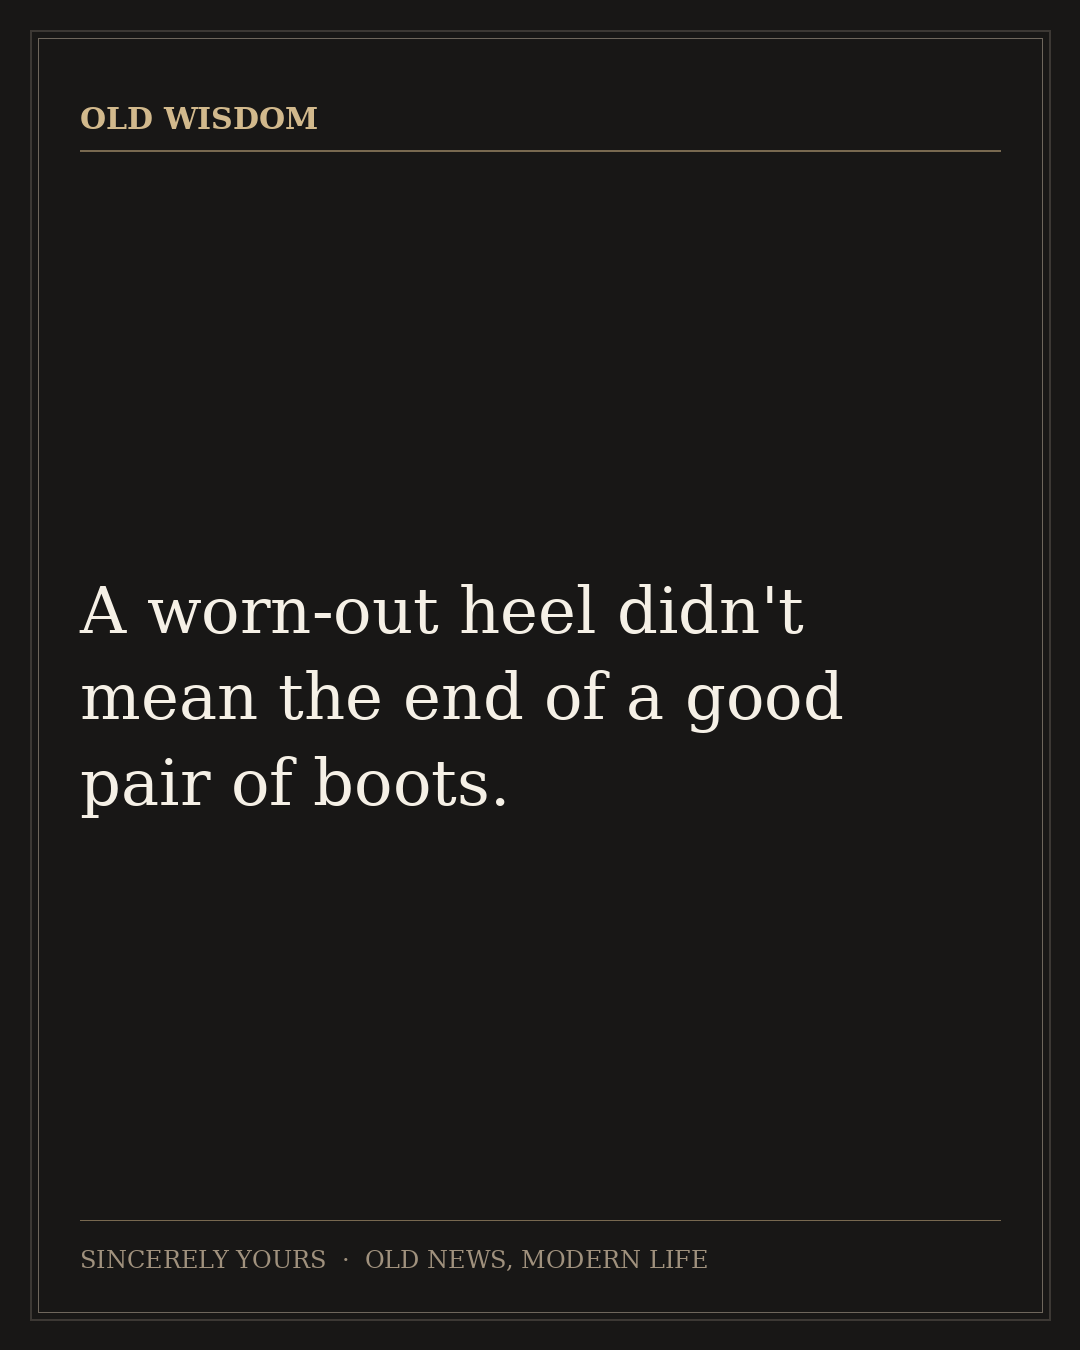 OLD WISDOM
A worn-out heel didn't
mean the end of a good
pair of boots.
SINCERELY YOURS · OLD NEWS, MODERN LIFE